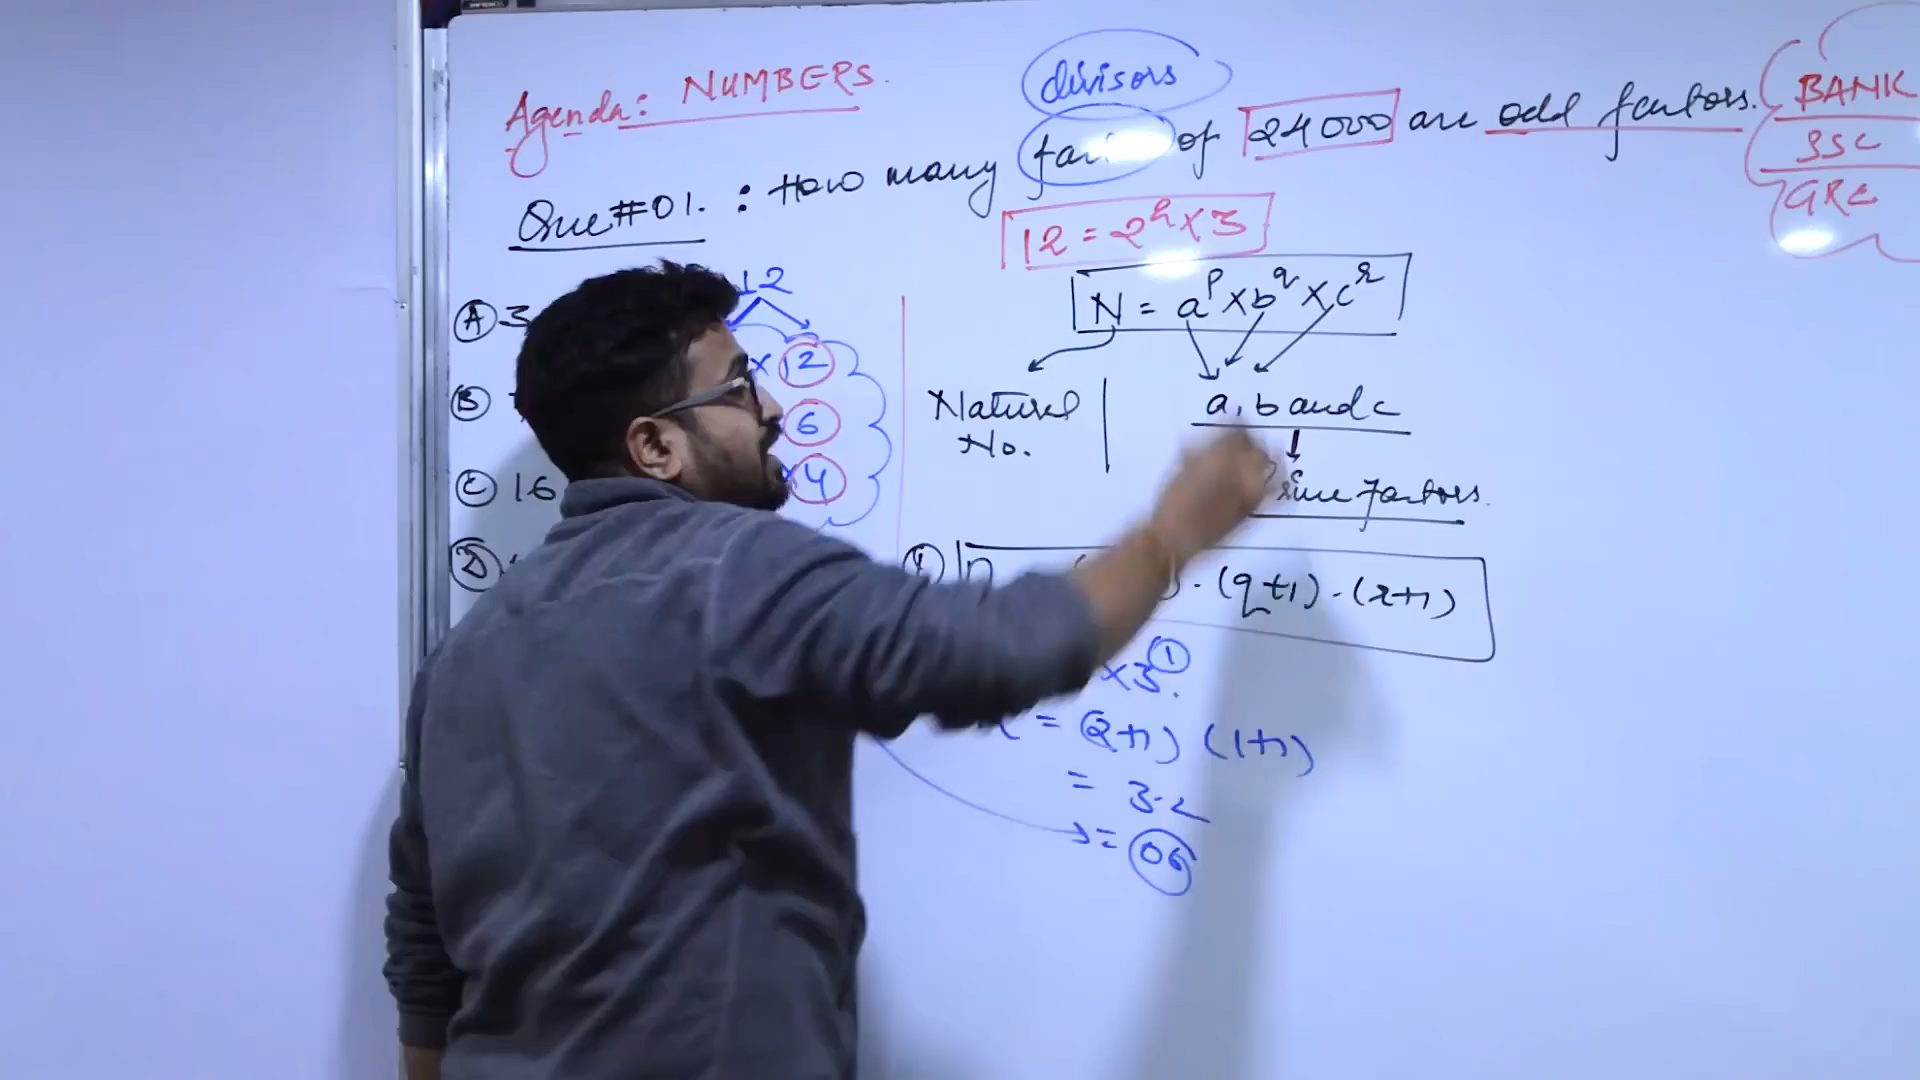 Agenda: NUMBERS.
divisors
Que#01. : How many of 24000 are odd factors.
BANK
SSC
GRE
12 = 2² x 3
N = a^p x b^q x c^r
12
x 12
6
x 4
A 3
B
C 16
D
Natural No.
a, b and c
Prime factors.
n . (q+1) . (r+1)
x 3^1.
= (2+1) (1+1)
= 3.2
= 06